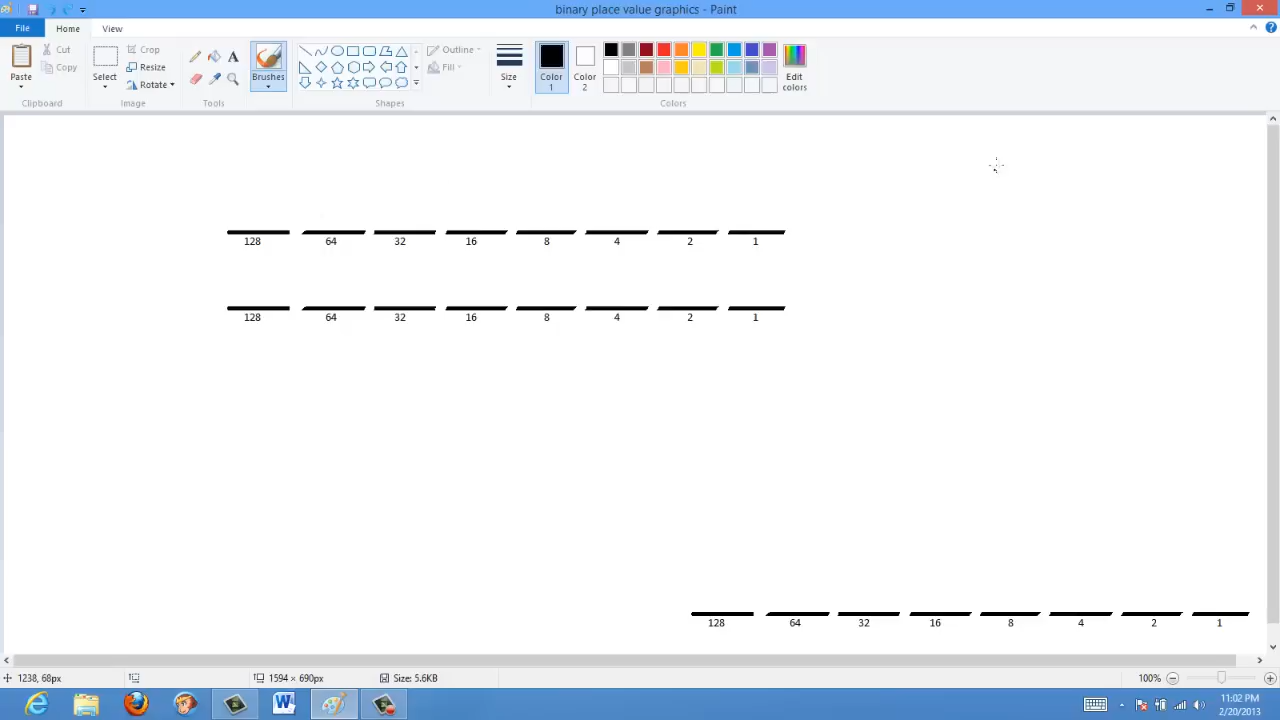 binary place value graphics - Paint
File Home View
Paste
Cut
Copy
Clipboard
Select
Crop
Resize
Rotate
Image
A
Tools
Brushes
Shapes
Outline
Fill
Size
Color 1
Color 2
Edit colors
Colors
128 64 32 16 8 4 2 1
128 64 32 16 8 4 2 1
128 64 32 16 8 4 2 1
1238, 68px
1594 × 690px
Size: 5.6KB
100%
11:02 PM
2/20/2013